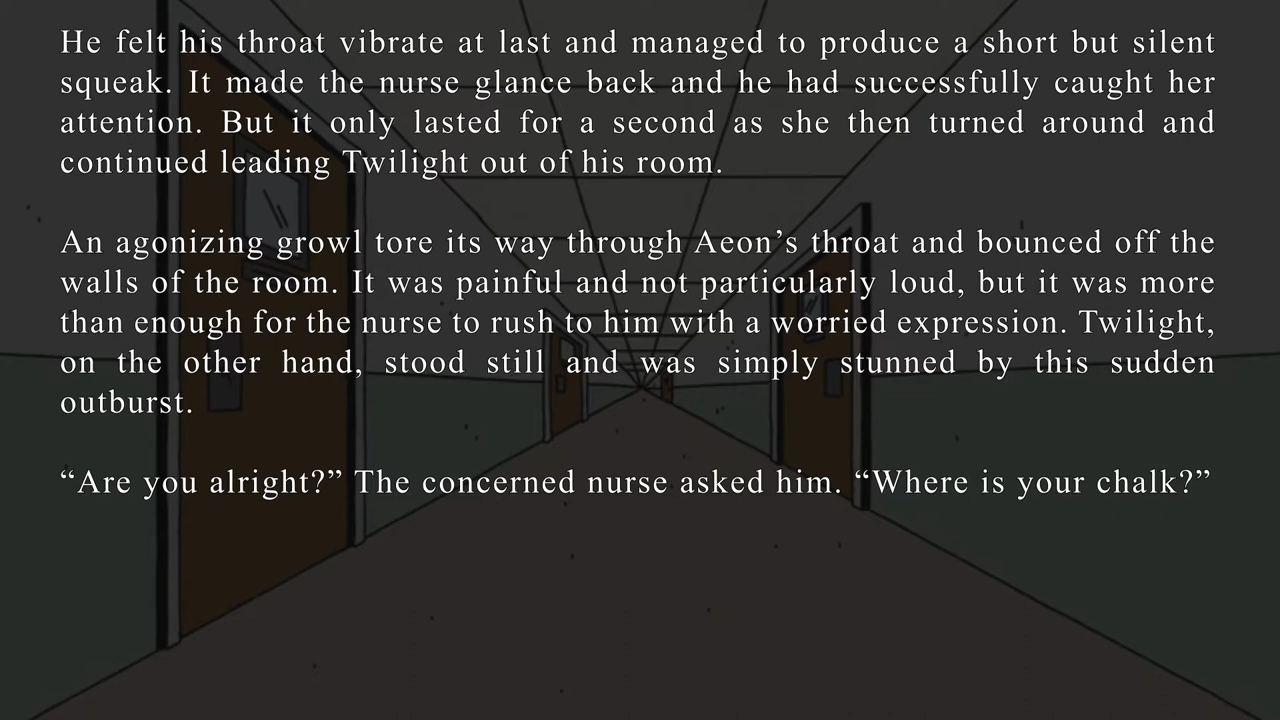 He felt his throat vibrate at last and managed to produce a short but silent
squeak. It made the nurse glance back and he had successfully caught her
attention. But it only lasted for a second as she then turned around and
continued leading Twilight out of his room.
An agonizing growl tore its way through Aeon’s throat and bounced off the
walls of the room. It was painful and not particularly loud, but it was more
than enough for the nurse to rush to him with a worried expression. Twilight,
on the other hand, stood still and was simply stunned by this sudden
outburst.
“Are you alright?” The concerned nurse asked him. “Where is your chalk?”